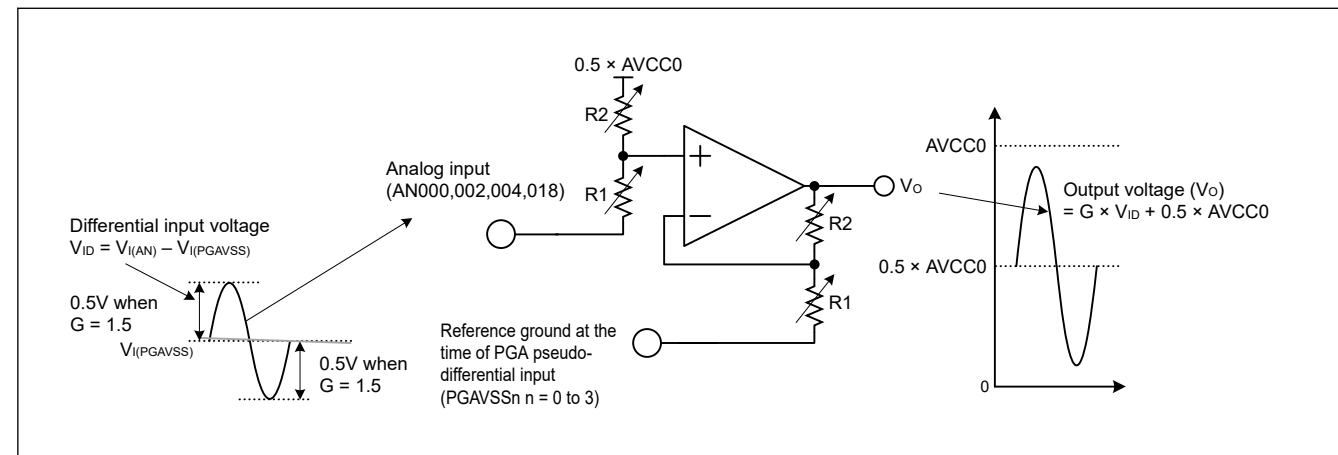 0.5 × AVCC0
R2
Analog input
(AN000,002,004,018)
R1
+
−
Vo
R2
R1
Differential input voltage
VID = VI(AN) – VI(PGAVSS)
0.5V when
G = 1.5
VI(PGAVSS)
0.5V when
G = 1.5
Reference ground at the
time of PGA pseudo-
differential input
(PGAVSSn n = 0 to 3)
AVCC0
Output voltage (Vo)
= G × VID + 0.5 × AVCC0
0.5 × AVCC0
0